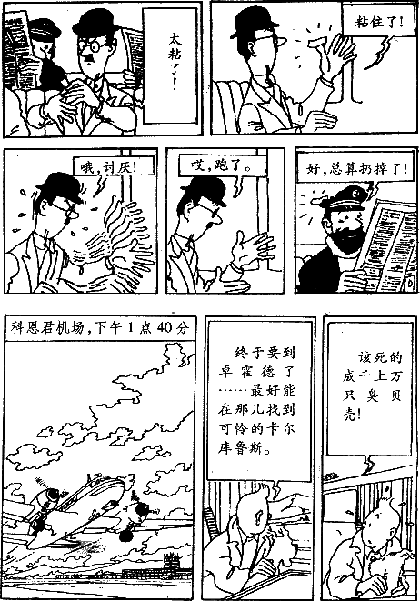 太粘了!
粘住了!
哦,讨厌!
哎,跑了。
好,总算扔掉了!
科恩君机场,下午1点40分
终于要到
卓霍德了
……最好能
在那儿找到
可怜的卡尔
库鲁斯。
该死的
成千上万
只臭贝
壳!